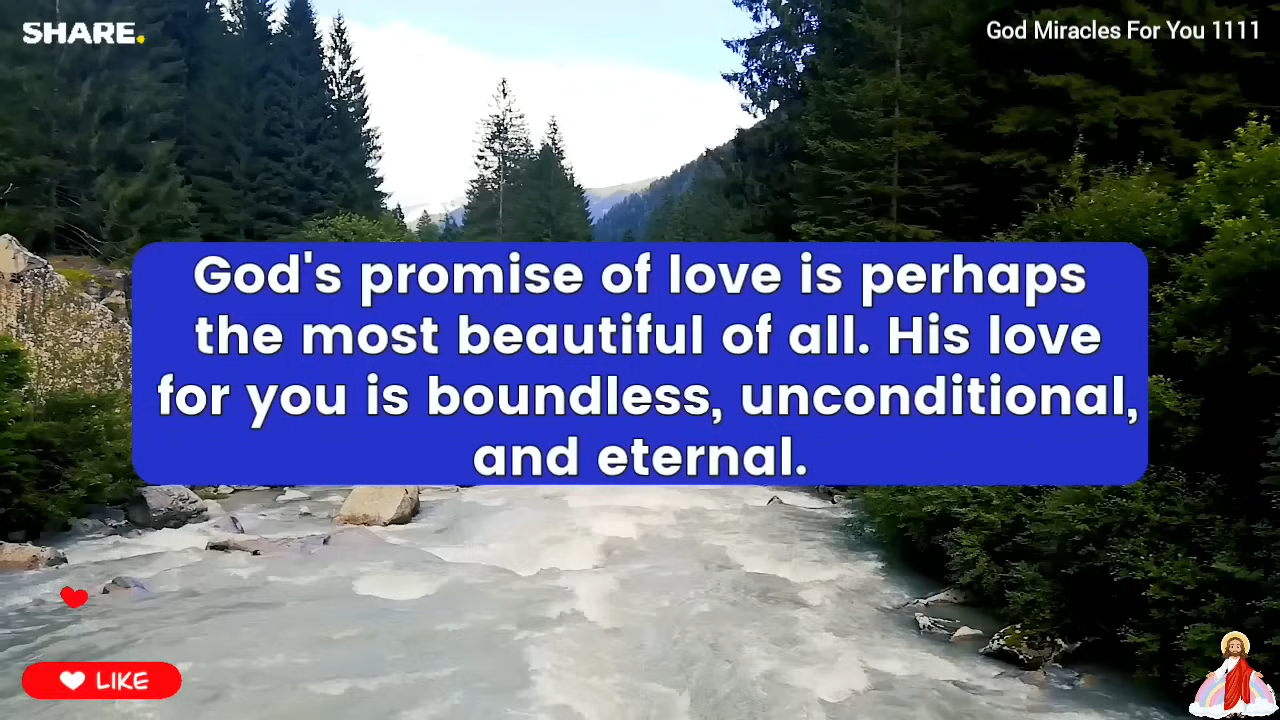 SHARE.
God Miracles For You 1111
God's promise of love is perhaps
the most beautiful of all. His love
for you is boundless, unconditional,
and eternal.
LIKE